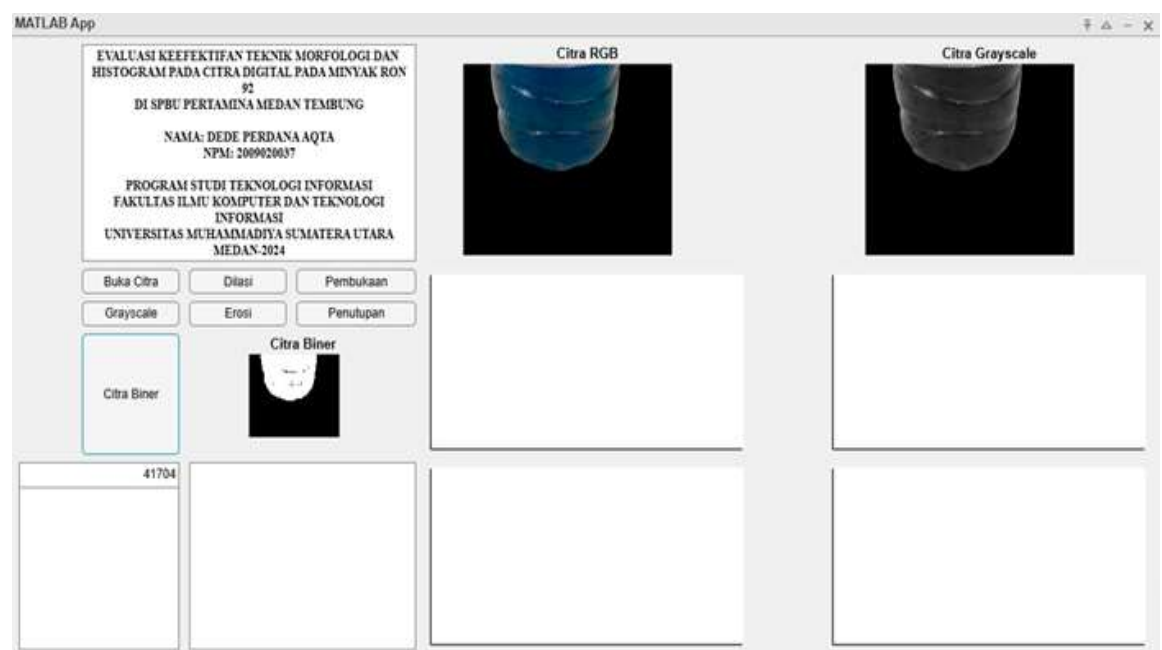 MATLAB App
EVALUASI KEEFEKTIFAN TEKNIK MORFOLOGI DAN
HISTOGRAM PADA CITRA DIGITAL PADA MINYAK RON
92
DI SPBU PERTAMINA MEDAN TEMBUNG
NAMA: DEDE PERDANA AQTA
NPM: 2009020037
PROGRAM STUDI TEKNOLOGI INFORMASI
FAKULTAS ILMU KOMPUTER DAN TEKNOLOGI
INFORMASI
UNIVERSITAS MUHAMMADIYA SUMATERA UTARA
MEDAN-2024
Citra RGB
Citra Grayscale
Buka Citra
Dilasi
Pembukaan
Grayscale
Erosi
Penutupan
Citra Biner
Citra Biner
41704